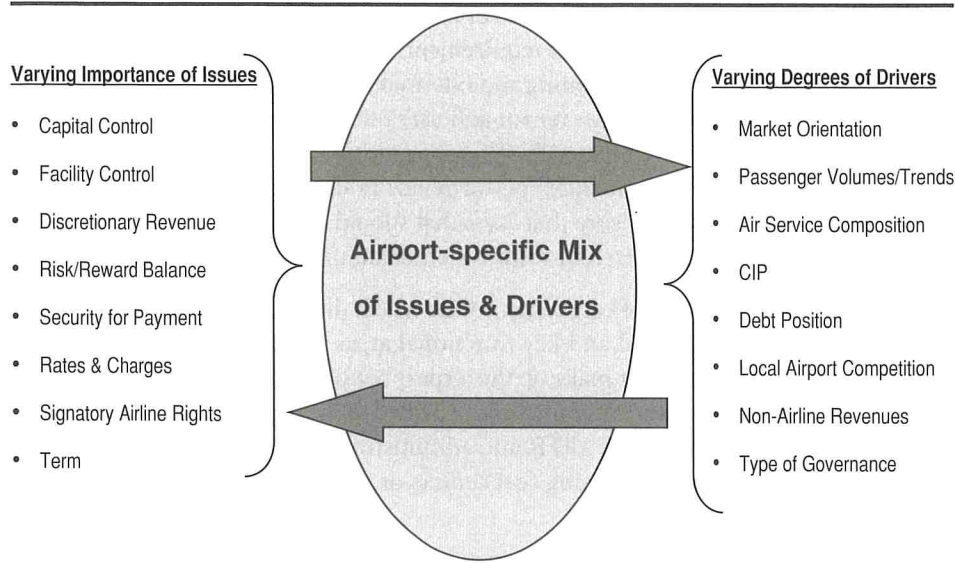 Varying Importance of Issues
• Capital Control
• Facility Control
• Discretionary Revenue
• Risk/Reward Balance
• Security for Payment
• Rates & Charges
• Signatory Airline Rights
• Term
Airport-specific Mix
of Issues & Drivers
Varying Degrees of Drivers
• Market Orientation
• Passenger Volumes/Trends
• Air Service Composition
• CIP
• Debt Position
• Local Airport Competition
• Non-Airline Revenues
• Type of Governance